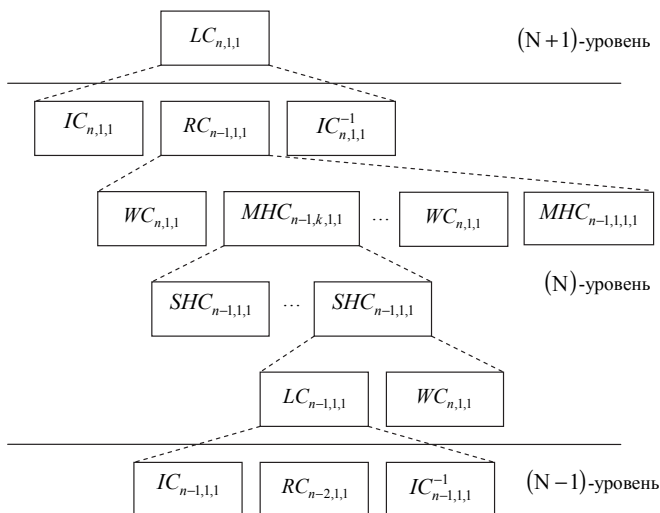 LC_{n,1,1} (N+1)-уровень
IC_{n,1,1} RC_{n-1,1,1} IC_{n,1,1}^{-1}
WC_{n,1,1} MHC_{n-1,k,1,1} ... WC_{n,1,1} MHC_{n-1,1,1,1}
(N)-уровень
SHC_{n-1,1,1} ... SHC_{n-1,1,1}
LC_{n-1,1,1} WC_{n,1,1}
IC_{n-1,1,1} RC_{n-2,1,1} IC_{n-1,1,1}^{-1} (N-1)-уровень